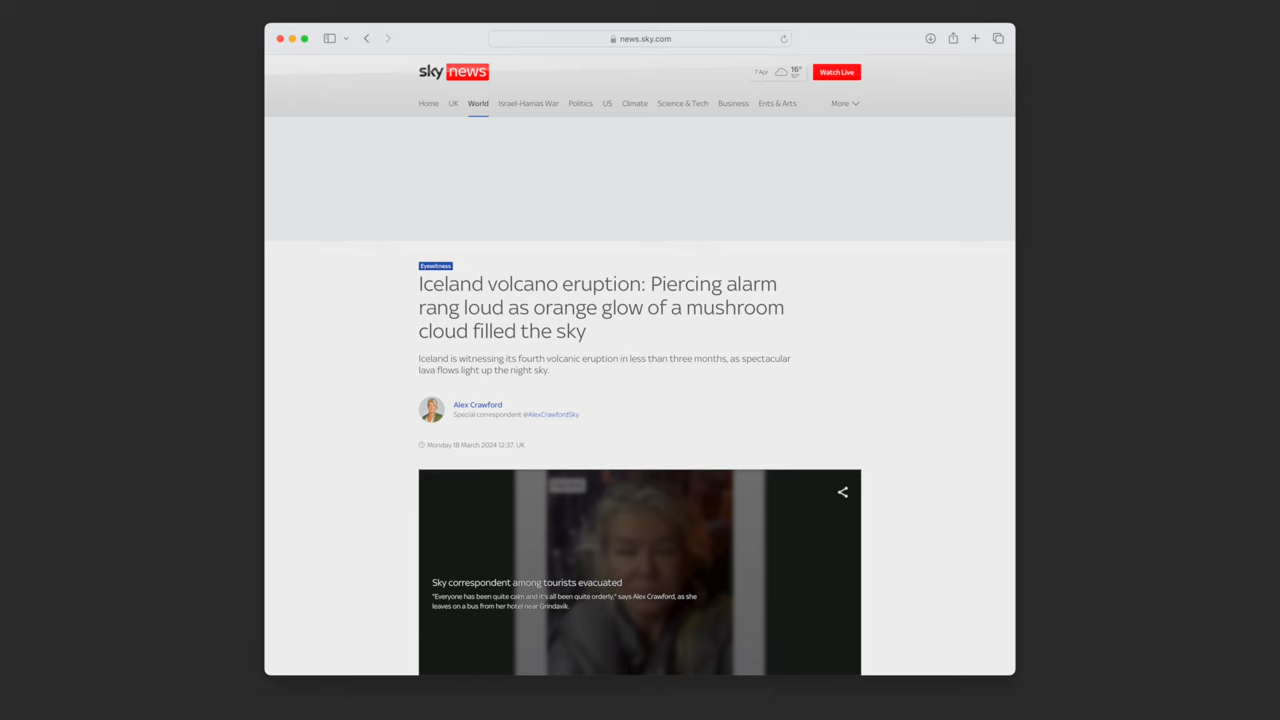 news.sky.com
sky news
7 Apr 16° 10°
Watch Live
Home UK World Israel-Hamas War Politics US Climate Science & Tech Business Ents & Arts More
Eyewitness
Iceland volcano eruption: Piercing alarm
rang loud as orange glow of a mushroom
cloud filled the sky
Iceland is witnessing its fourth volcanic eruption in less than three months, as spectacular
lava flows light up the night sky.
Alex Crawford
Special correspondent @AlexCrawfordSky
Monday 18 March 2024 12:37, UK
Sky correspondent among tourists evacuated
"Everyone has been quite calm and it's all been quite orderly," says Alex Crawford, as she
leaves on a bus from her hotel near Grindavik.